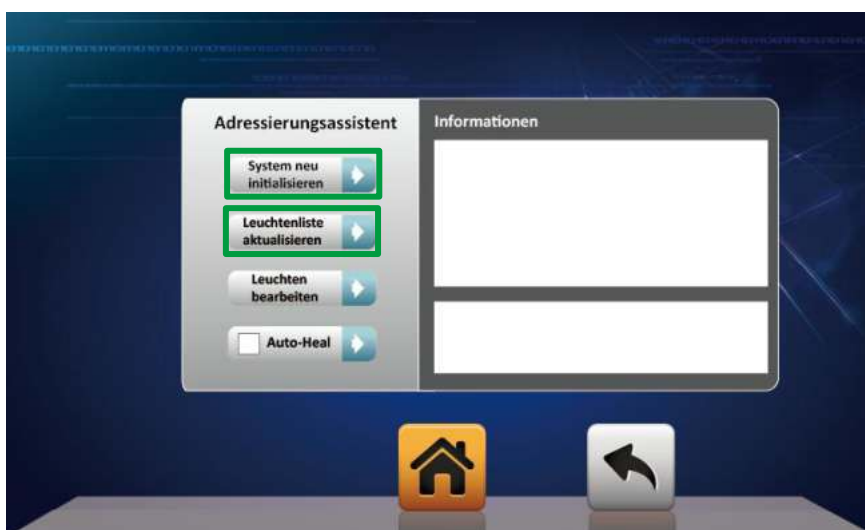 Adressierungsassistent
Informationen
System neu
initialisieren
Leuchtenliste
aktualisieren
Leuchten
bearbeiten
Auto-Heal